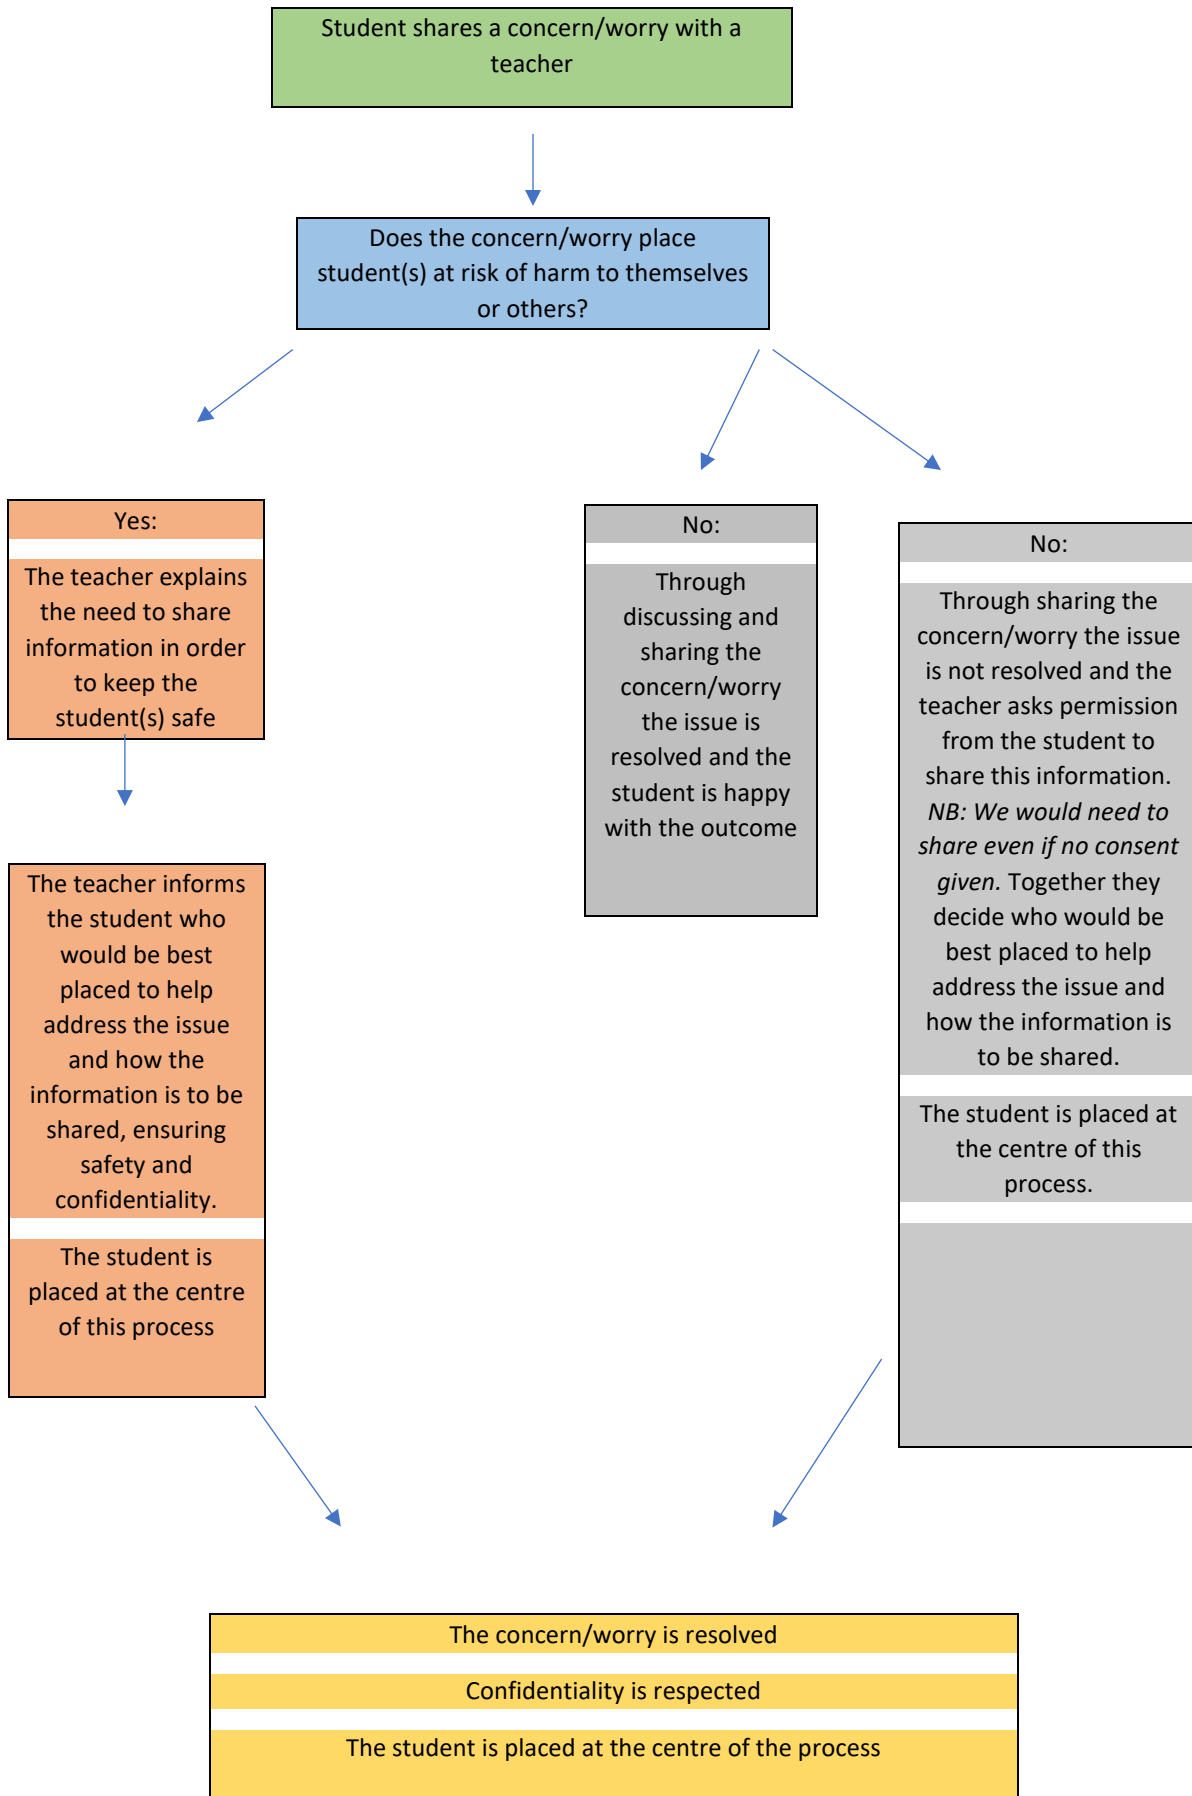 Student shares a concern/worry with a
teacher
Does the concern/worry place
student(s) at risk of harm to themselves
or others?
Yes:
The teacher explains
the need to share
information in order
to keep the
student(s) safe
The teacher informs
the student who
would be best
placed to help
address the issue
and how the
information is to be
shared, ensuring
safety and
confidentiality.
The student is
placed at the centre
of this process
No:
Through
discussing and
sharing the
concern/worry
the issue is
resolved and the
student is happy
with the outcome
No:
Through sharing the
concern/worry the issue
is not resolved and the
teacher asks permission
from the student to
share this information.
NB: We would need to
share even if no consent
given. Together they
decide who would be
best placed to help
address the issue and
how the information is
to be shared.
The student is placed at
the centre of this
process.
The concern/worry is resolved
Confidentiality is respected
The student is placed at the centre of the process